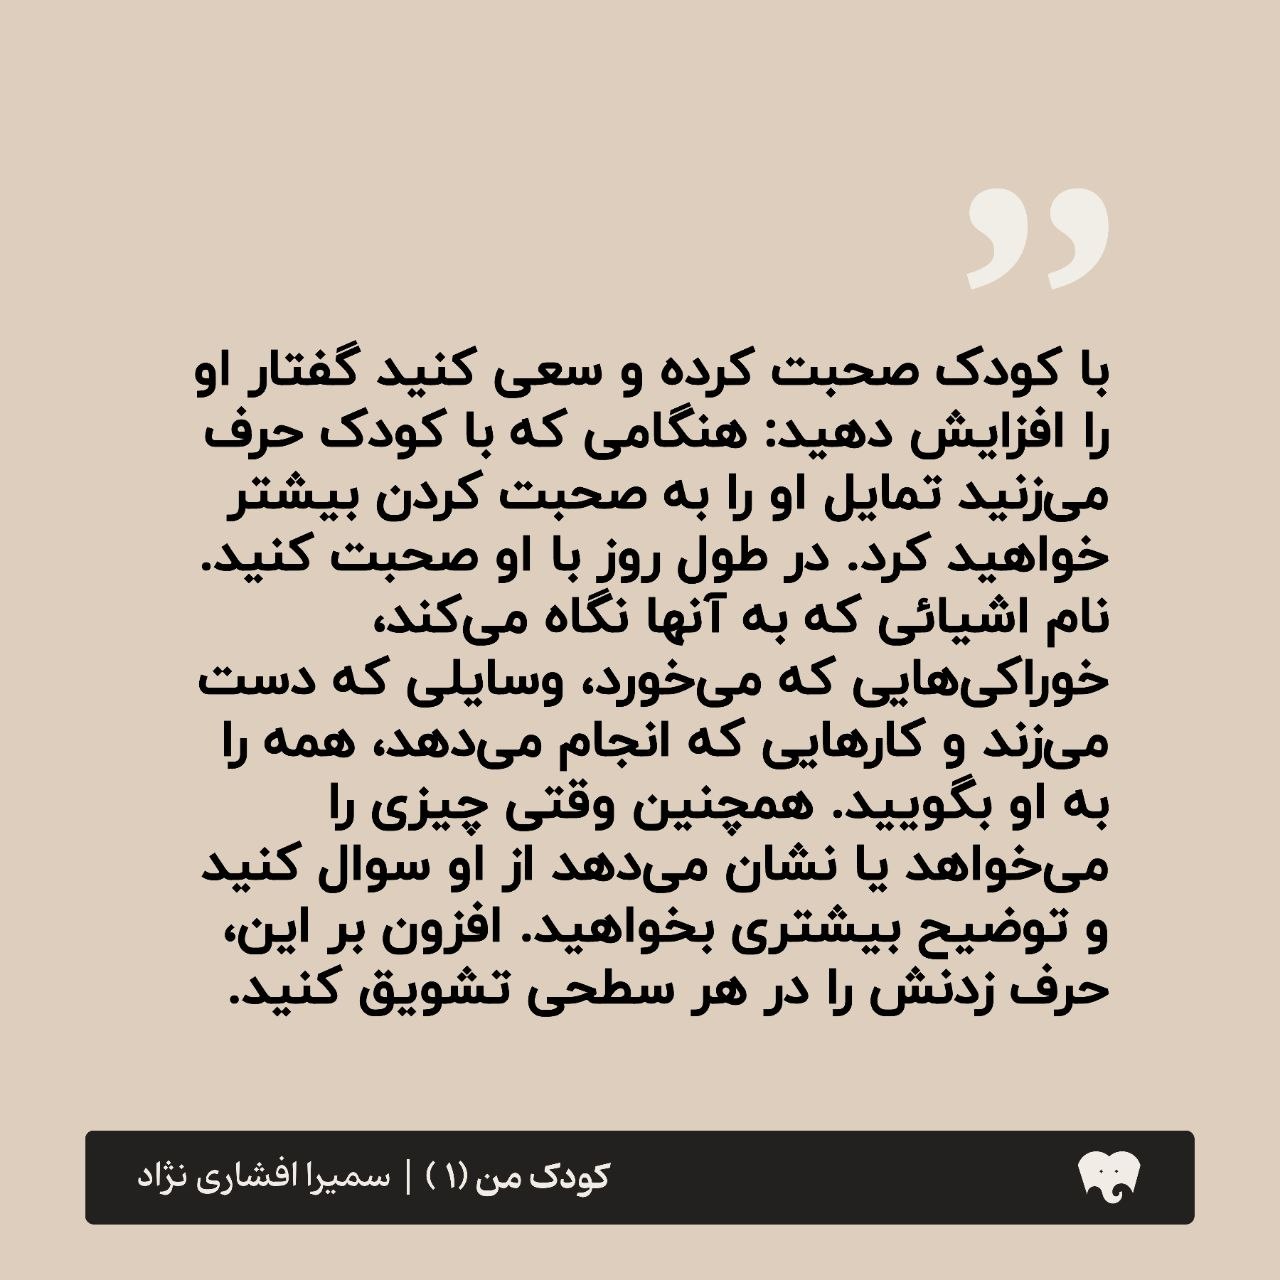 با کودک صحبت کرده و سعی کنید گفتار او
را افزایش دهید: هنگامی که با کودک حرف
می‌زنید تمایل او را به صحبت کردن بیشتر
خواهید کرد. در طول روز با او صحبت کنید.
نام اشیائی که به آنها نگاه می‌کند،
خوراکی‌هایی که می‌خورد، وسایلی که دست
می‌زند و کارهایی که انجام می‌دهد، همه را
به او بگویید. همچنین وقتی چیزی را
می‌خواهد یا نشان می‌دهد از او سوال کنید
و توضیح بیشتری بخواهید. افزون بر این،
حرف زدنش را در هر سطحی تشویق کنید.
کودک من (۱) | سمیرا افشاری نژاد